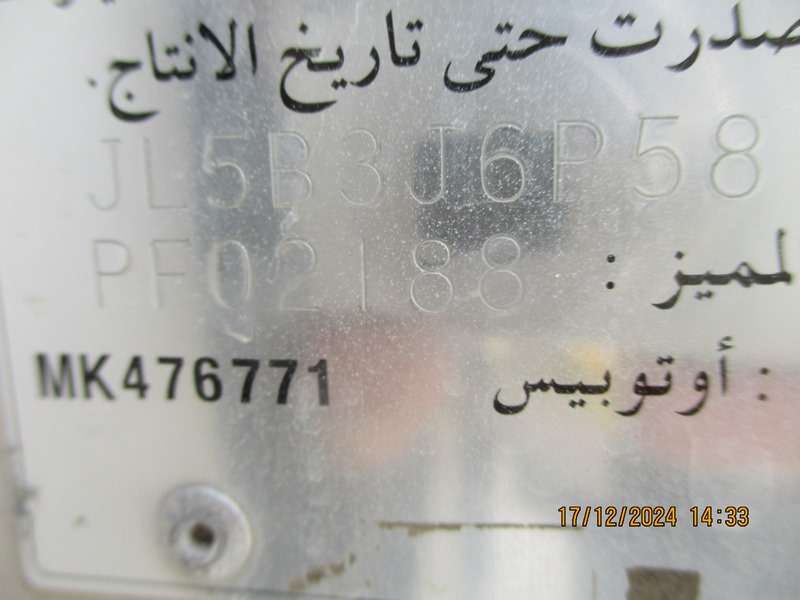 صدرت حتى تاريخ الانتاج.
JL5B3J6P58
PF02188
لمميز :
: أوتوبيس
MK476771
17/12/2024 14:33